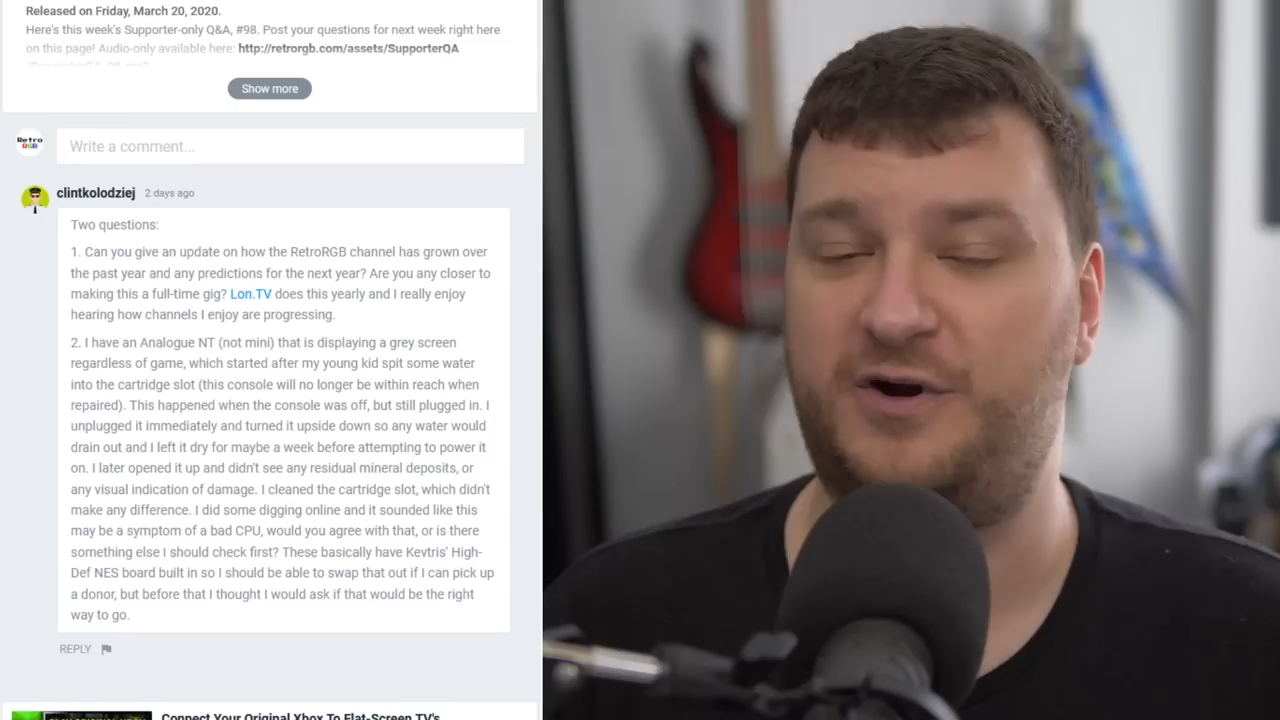 Released on Friday, March 20, 2020.
Here's this week's Supporter-only Q&A, #98. Post your questions for next week right here
on this page! Audio-only available here: http://retrorgb.com/assets/SupporterQA
Show more
Retro
RGB
Write a comment...
clintkolodziej 2 days ago
Two questions:
1. Can you give an update on how the RetroRGB channel has grown over
the past year and any predictions for the next year? Are you any closer to
making this a full-time gig? Lon.TV does this yearly and I really enjoy
hearing how channels I enjoy are progressing.
2. I have an Analogue NT (not mini) that is displaying a grey screen
regardless of game, which started after my young kid spit some water
into the cartridge slot (this console will no longer be within reach when
repaired). This happened when the console was off, but still plugged in. I
unplugged it immediately and turned it upside down so any water would
drain out and I left it dry for maybe a week before attempting to power it
on. I later opened it up and didn't see any residual mineral deposits, or
any visual indication of damage. I cleaned the cartridge slot, which didn't
make any difference. I did some digging online and it sounded like this
may be a symptom of a bad CPU, would you agree with that, or is there
something else I should check first? These basically have Kevtris' High-
Def NES board built in so I should be able to swap that out if I can pick up
a donor, but before that I thought I would ask if that would be the right
way to go.
REPLY
Connect Your Original Xbox To Flat-Screen TV's